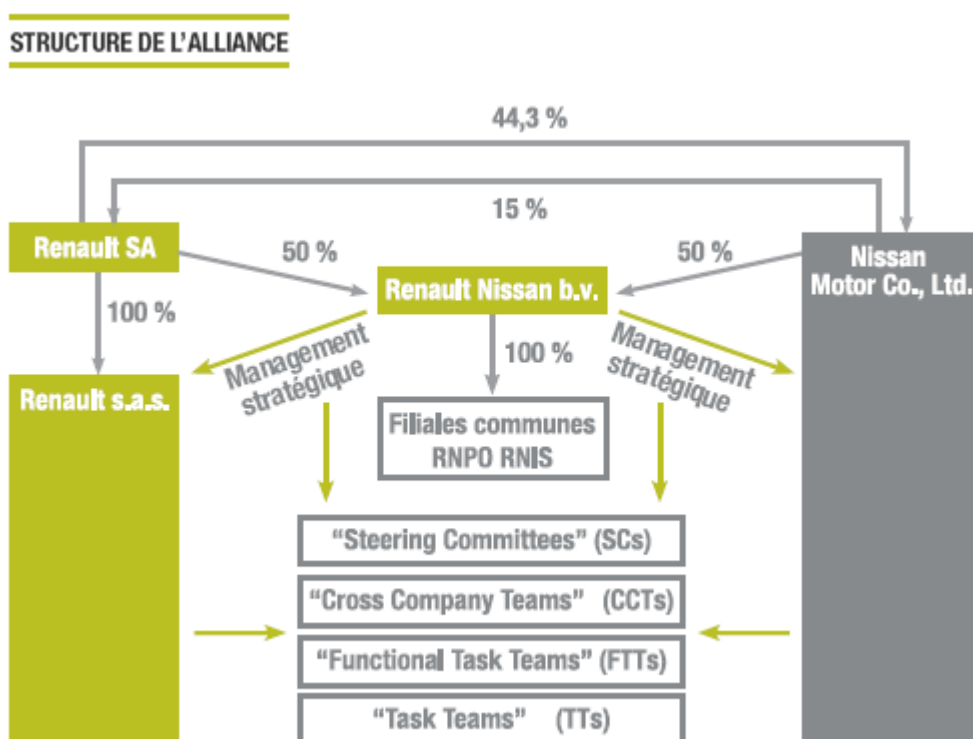 STRUCTURE DE L'ALLIANCE
44,3 %
15 %
Renault SA
50 %
50 %
Nissan
Motor Co., Ltd.
Renault Nissan b.v.
100 %
Management
stratégique
100 %
Management
stratégique
Renault s.a.s.
Filiales communes
RNPO RNIS
“Steering Committees” (SCs)
“Cross Company Teams” (CCTs)
“Functional Task Teams” (FTTs)
“Task Teams” (TTs)